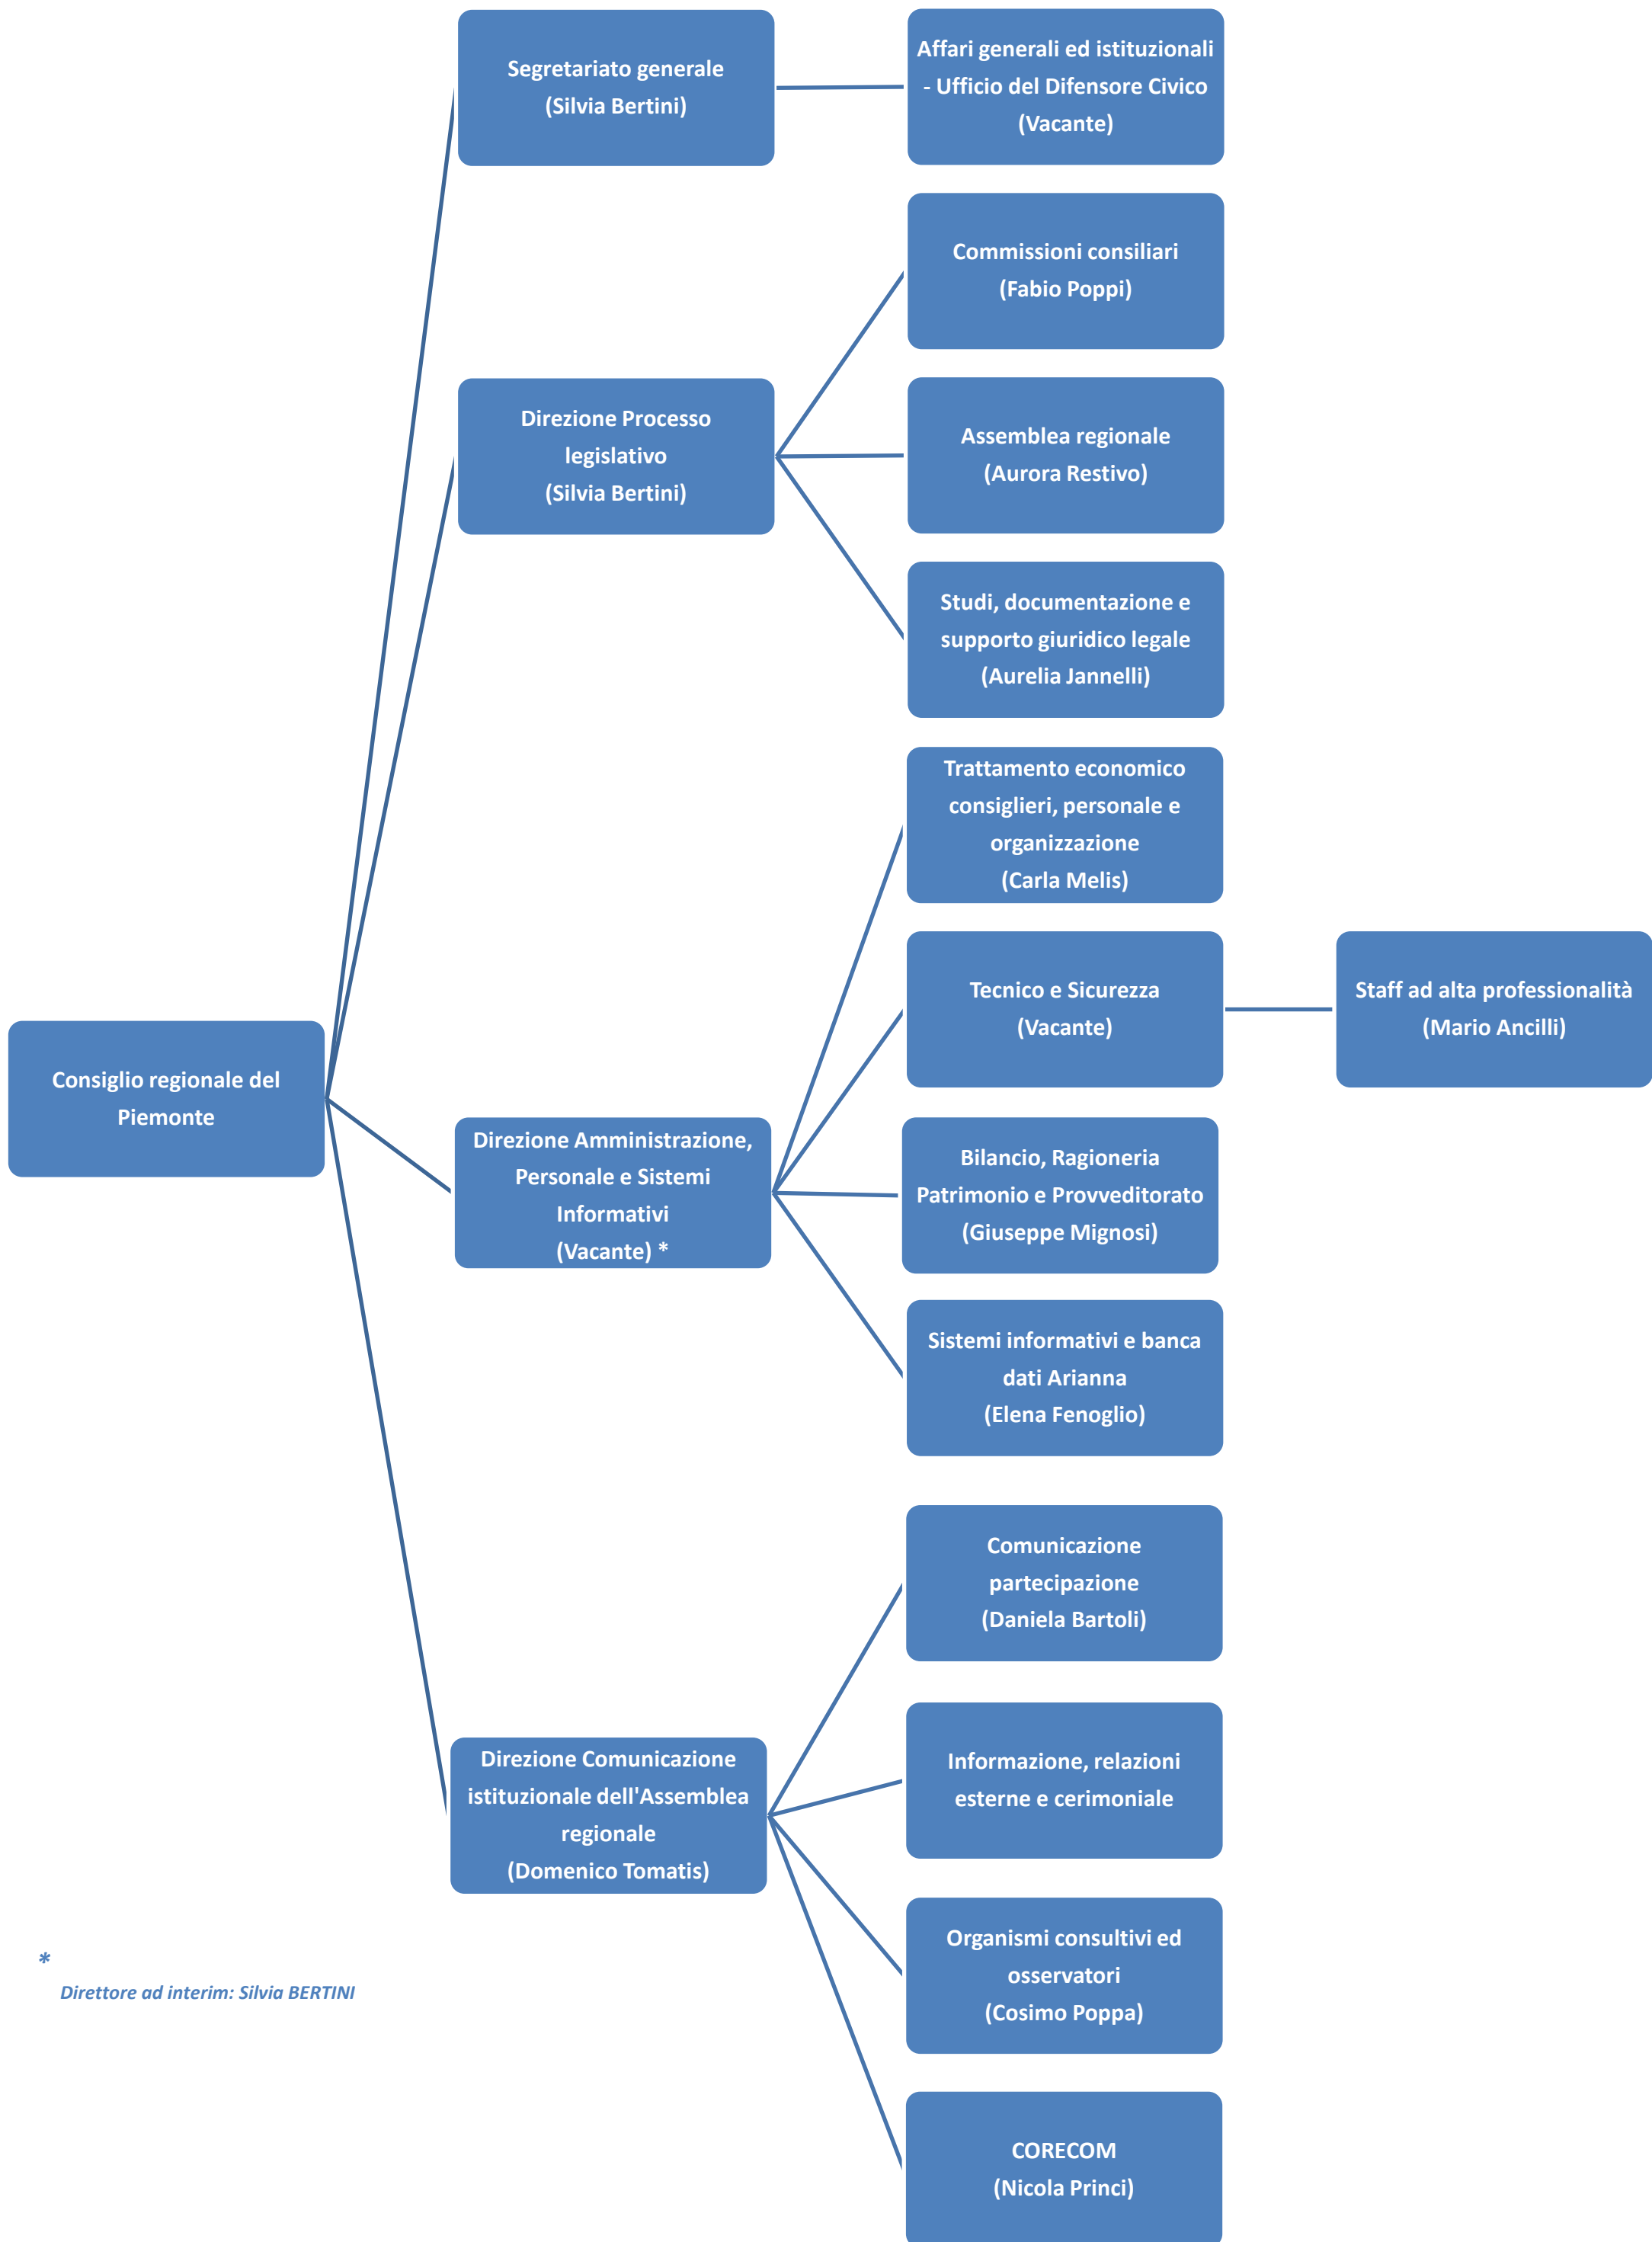 Segretariato generale
(Silvia Bertini)
Affari generali ed istituzionali
- Ufficio del Difensore Civico
(Vacante)
Commissioni consiliari
(Fabio Poppi)
Direzione Processo
legislativo
(Silvia Bertini)
Assemblea regionale
(Aurora Restivo)
Studi, documentazione e
supporto giuridico legale
(Aurelia Jannelli)
Trattamento economico
consiglieri, personale e
organizzazione
(Carla Melis)
Tecnico e Sicurezza
(Vacante)
Staff ad alta professionalità
(Mario Ancilli)
Consiglio regionale del
Piemonte
Direzione Amministrazione,
Personale e Sistemi
Informativi
(Vacante) *
Bilancio, Ragioneria
Patrimonio e Provveditorato
(Giuseppe Mignosi)
Sistemi informativi e banca
dati Arianna
(Elena Fenoglio)
Comunicazione
partecipazione
(Daniela Bartoli)
Direzione Comunicazione
istituzionale dell'Assemblea
regionale
(Domenico Tomatis)
Informazione, relazioni
esterne e cerimoniale
Organismi consultivi ed
osservatori
(Cosimo Poppa)
*
Direttore ad interim: Silvia BERTINI
CORECOM
(Nicola Princi)